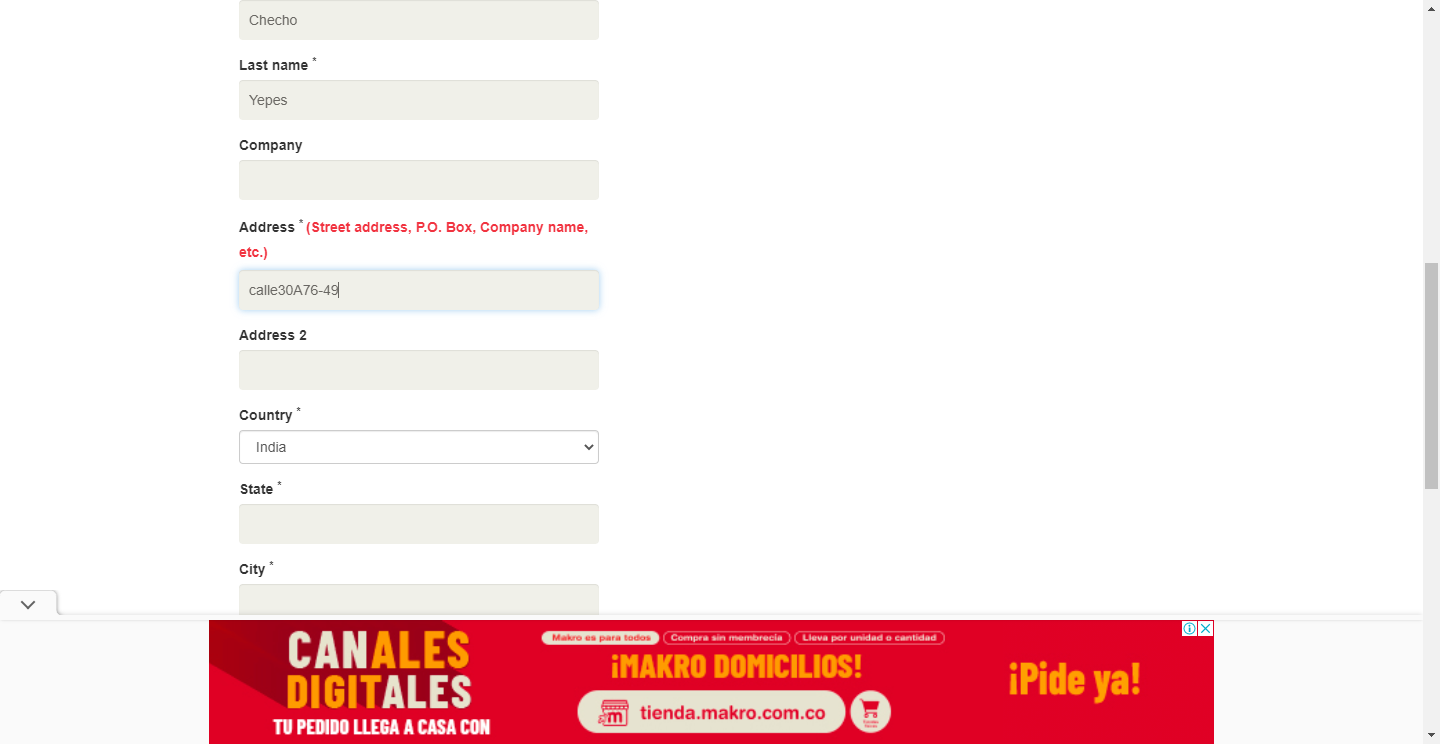 Checho
Last name *
Yepes
Company
Address * (Street address, P.O. Box, Company name,
etc.)
calle30A76-49
Address 2
Country *
India
State *
City *
CANALES
DIGITALES
TU PEDIDO LLEGA A CASA CON
Makro es para todos
Compra sin membrecía
Lleva por unidad o cantidad
¡MAKRO DOMICILIOS!
m tienda.makro.com.co
¡Pide ya!